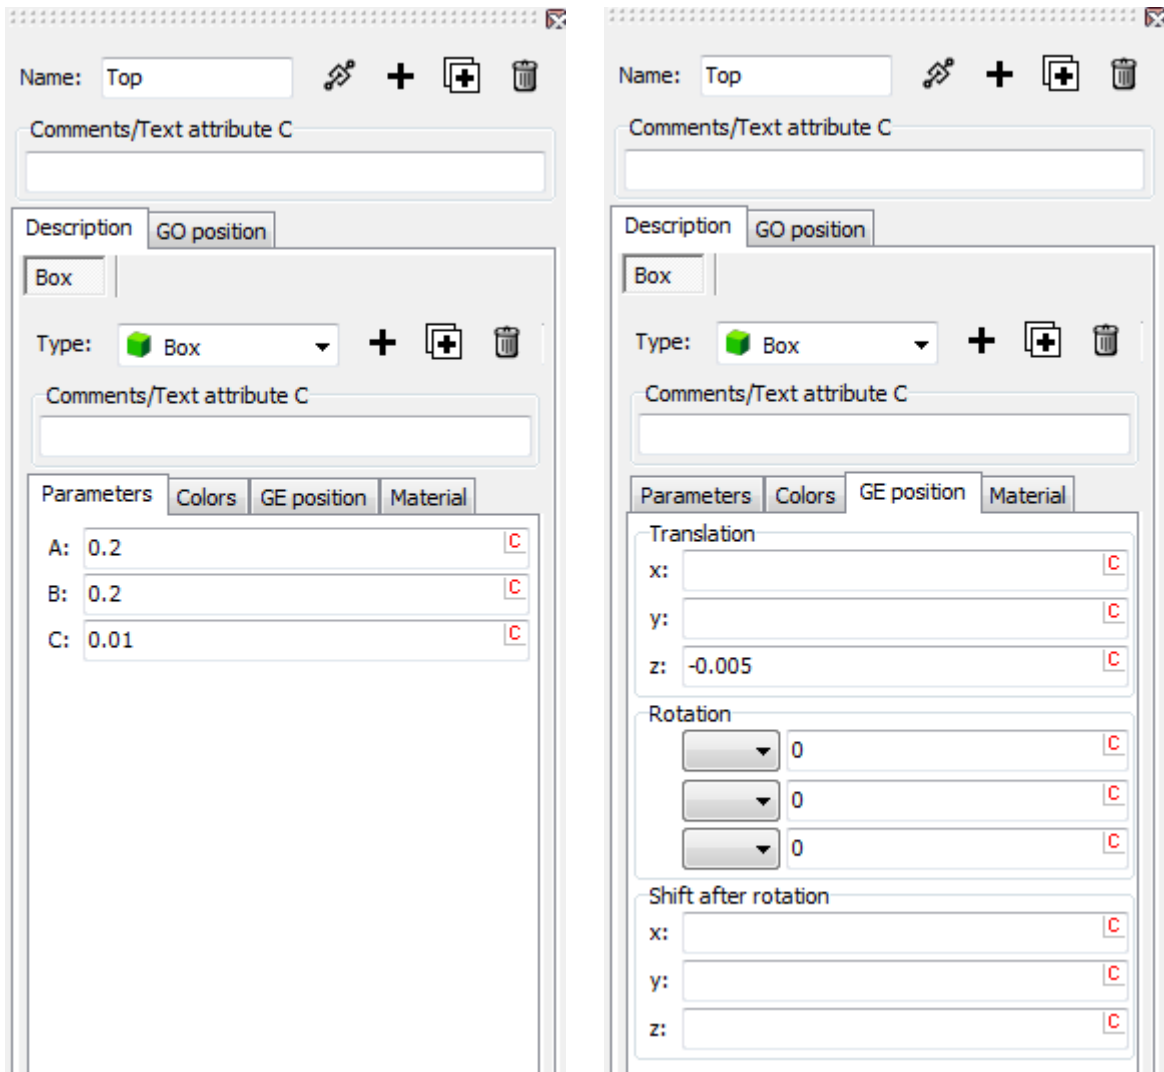 Name: Top
Comments/Text attribute C
Description GO position
Box
Type: Box
Comments/Text attribute C
Parameters Colors GE position Material
A: 0.2 C
B: 0.2 C
C: 0.01 C
Name: Top
Comments/Text attribute C
Description GO position
Box
Type: Box
Comments/Text attribute C
Parameters Colors GE position Material
Translation
x: C
y: C
z: -0.005 C
Rotation
0 C
0 C
0 C
Shift after rotation
x: C
y: C
z: C